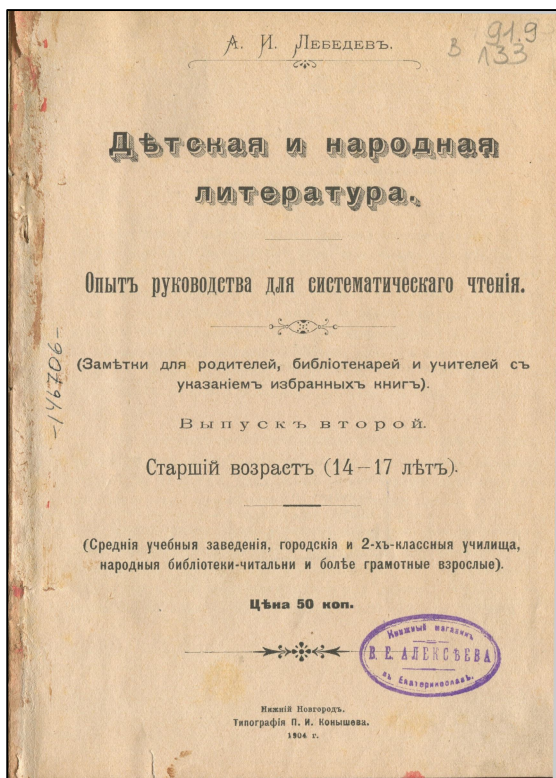 А. И. Лебедевъ.
В 91.9
133
Дѣтская и народная
литература.
Опытъ руководства для систематическаго чтенія.
(Замѣтки для родителей, библіотекарей и учителей съ
указаніемъ избранныхъ книгъ).
Выпускъ второй.
Старшій возрастъ (14—17 лѣтъ).
-146706-
(Среднія учебныя заведенія, городскія и 2-хъ-классныя училища,
народныя библіотеки-читальни и болѣе грамотные взрослые).
Цѣна 50 коп.
Книжный магазинъ
В. Е. АЛЕКСѢЕВА
въ Екатеринославѣ.
Нижній Новгородъ.
Типографія П. И. Конышева.
1904 г.